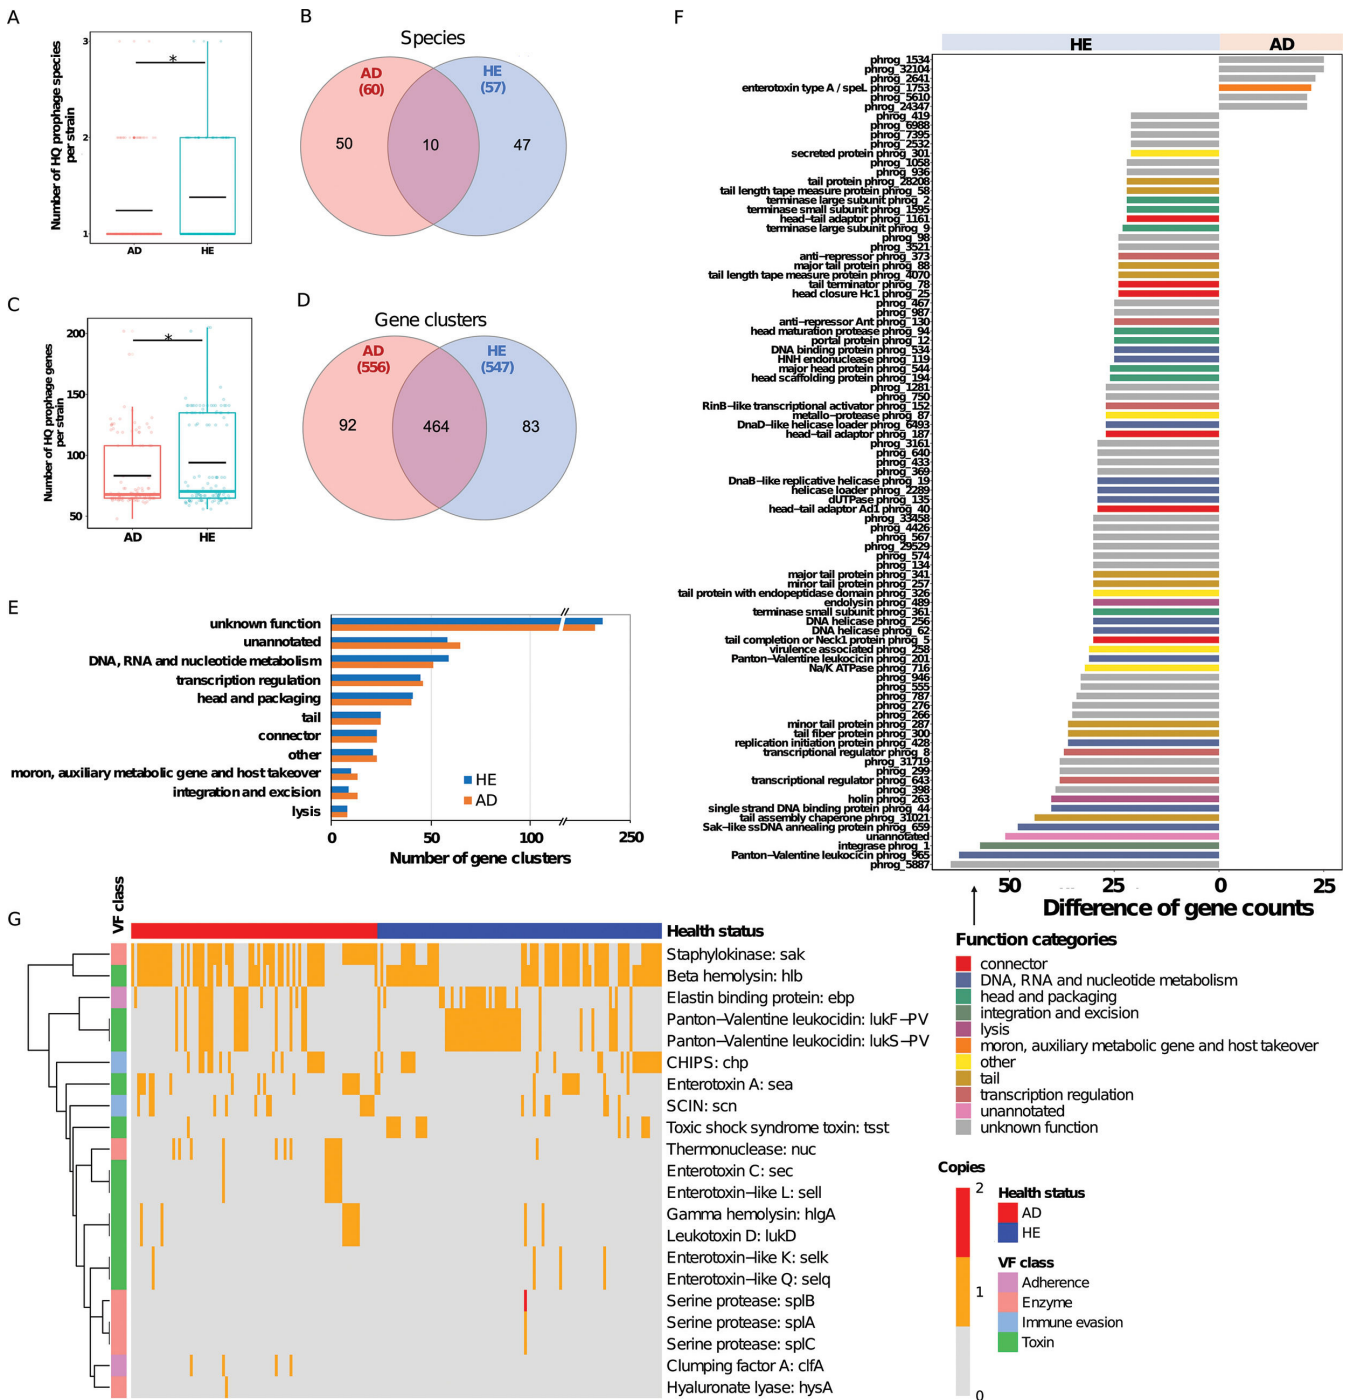 A
Number of HQ prophage species
per strain
3
2
1
*
AD
HE
B
Species
AD
(60)
HE
(57)
50
10
47
C
Number of HQ prophage genes
per strain
200
150
100
50
*
AD
HE
D
Gene clusters
AD
(556)
HE
(547)
92
464
83
E
unknown function
unannotated
DNA, RNA and nucleotide metabolism
transcription regulation
head and packaging
tail
connector
other
moron, auxiliary metabolic gene and host takeover
integration and excision
lysis
HE
AD
0
50
100
250
Number of gene clusters
F
HE
AD
phrog_1534
phrog_32104
phrog_2641
enterotoxin type A / speL phrog_1753
phrog_5610
phrog_24347
phrog_419
phrog_6988
phrog_7395
phrog_2532
secreted protein phrog_301
phrog_1058
phrog_936
tail protein phrog_28208
tail length tape measure protein phrog_58
terminase large subunit phrog_2
terminase small subunit phrog_1595
head−tail adaptor phrog_1161
terminase large subunit phrog_9
phrog_98
phrog_3521
anti−repressor phrog_373
major tail protein phrog_88
tail length tape measure protein phrog_4070
tail terminator phrog_78
head closure Hc1 phrog_25
phrog_467
phrog_987
anti−repressor Ant phrog_130
head maturation protease phrog_94
portal protein phrog_12
DNA binding protein phrog_534
HNH endonuclease phrog_119
major head protein phrog_544
head scaffolding protein phrog_194
phrog_1281
phrog_750
RinB−like transcriptional activator phrog_152
metallo−protease phrog_87
DnaD−like helicase loader phrog_6493
head−tail adaptor phrog_187
phrog_3161
phrog_640
phrog_433
phrog_369
DnaB−like replicative helicase phrog_19
helicase loader phrog_2289
dUTPase phrog_135
head−tail adaptor Ad1 phrog_40
phrog_33458
phrog_4426
phrog_567
phrog_29529
phrog_574
phrog_134
major tail protein phrog_341
minor tail protein phrog_257
tail protein with endopeptidase domain phrog_326
endolysin phrog_489
terminase small subunit phrog_361
DNA helicase phrog_256
DNA helicase phrog_62
tail completion or Neck1 protein phrog_5
virulence associated phrog_258
Panton−Valentine leukocicin phrog_201
Na/K ATPase phrog_716
phrog_946
phrog_555
phrog_787
phrog_276
phrog_266
minor tail protein phrog_287
tail fiber protein phrog_300
replication initiation protein phrog_428
transcriptional regulator phrog_8
phrog_31719
phrog_299
transcriptional regulator phrog_643
phrog_398
holin phrog_263
single strand DNA binding protein phrog_44
tail assembly chaperone phrog_31021
Sak−like ssDNA annealing protein phrog_659
unannotated
integrase phrog_1
Panton−Valentine leukocicin phrog_965
phrog_5887
50
25
0
25
Difference of gene counts
Function categories
connector
DNA, RNA and nucleotide metabolism
head and packaging
integration and excision
lysis
moron, auxiliary metabolic gene and host takeover
other
tail
transcription regulation
unannotated
unknown function
G
VF class
Health status
Staphylokinase: sak
Beta hemolysin: hlb
Elastin binding protein: ebp
Panton−Valentine leukocidin: lukF−PV
Panton−Valentine leukocidin: lukS−PV
CHIPS: chp
Enterotoxin A: sea
SCIN: scn
Toxic shock syndrome toxin: tsst
Thermonuclease: nuc
Enterotoxin C: sec
Enterotoxin−like L: sell
Gamma hemolysin: hlgA
Leukotoxin D: lukD
Enterotoxin−like K: selk
Enterotoxin−like Q: selq
Serine protease: splB
Serine protease: splA
Serine protease: splC
Clumping factor A: clfA
Hyaluronate lyase: hysA
Copies
2
1
0
Health status
AD
HE
VF class
Adherence
Enzyme
Immune evasion
Toxin